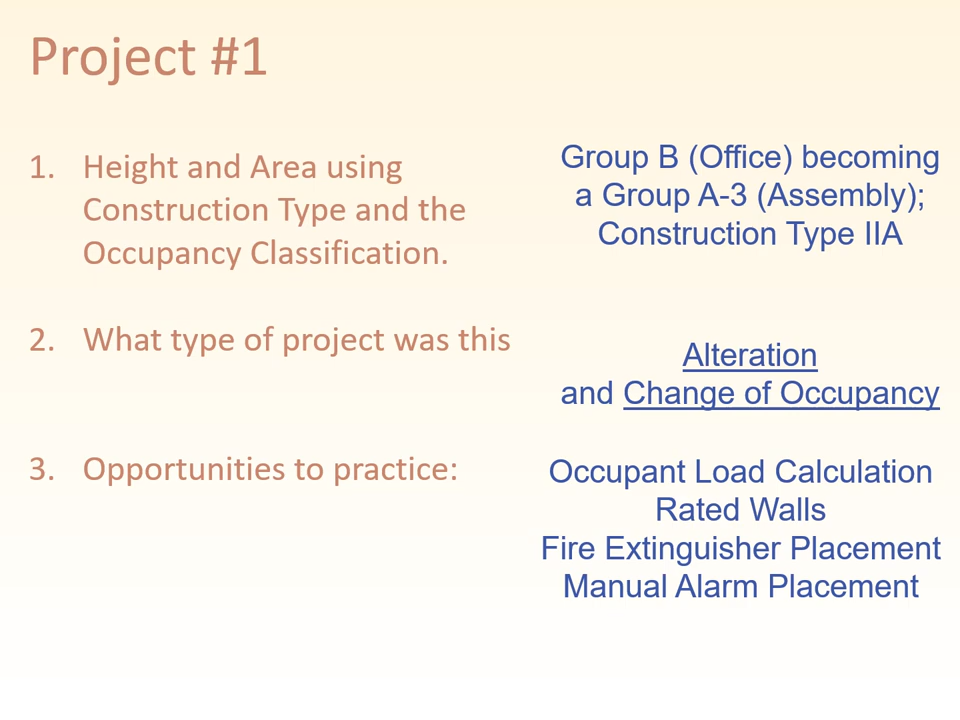 Project #1
1. Height and Area using
Construction Type and the
Occupancy Classification.
Group B (Office) becoming
a Group A-3 (Assembly);
Construction Type IIA
2. What type of project was this
Alteration
and Change of Occupancy
3. Opportunities to practice:
Occupant Load Calculation
Rated Walls
Fire Extinguisher Placement
Manual Alarm Placement